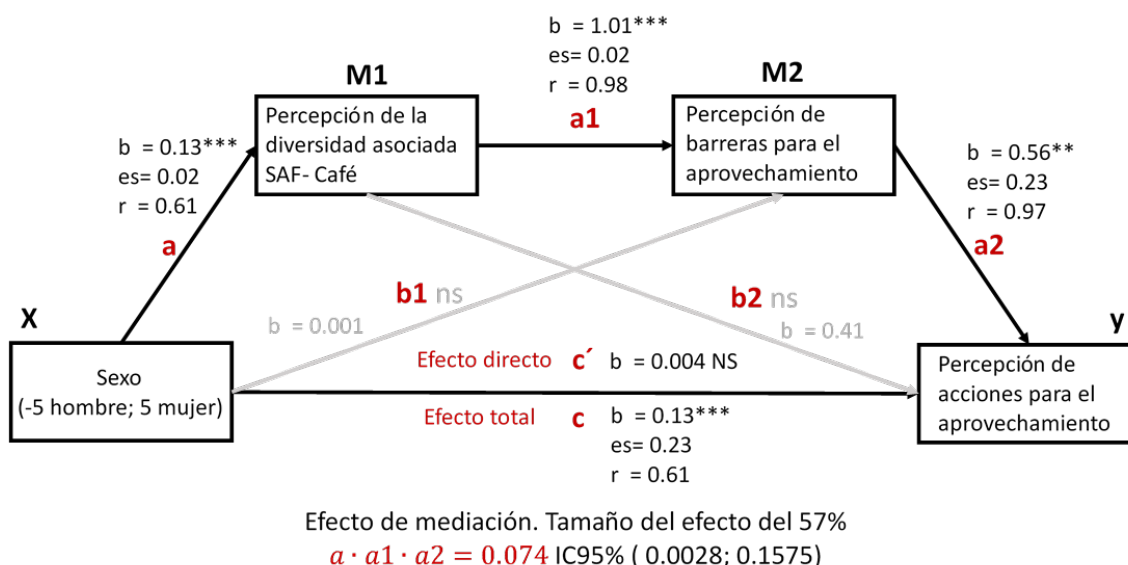 b = 1.01***
es= 0.02
r = 0.98
a1
M1
M2
Percepción de la
diversidad asociada
SAF- Café
Percepción de
barreras para el
aprovechamiento
b = 0.13***
es= 0.02
r = 0.61
a
b = 0.56**
es= 0.23
r = 0.97
a2
b1 ns
b = 0.001
b2 ns
b = 0.41
X
Sexo
(-5 hombre; 5 mujer)
y
Percepción de
acciones para el
aprovechamiento
Efecto directo c´ b = 0.004 NS
Efecto total c b = 0.13***
es= 0.23
r = 0.61
Efecto de mediación. Tamaño del efecto del 57%
a · a1 · a2 = 0.074 IC95% ( 0.0028; 0.1575)